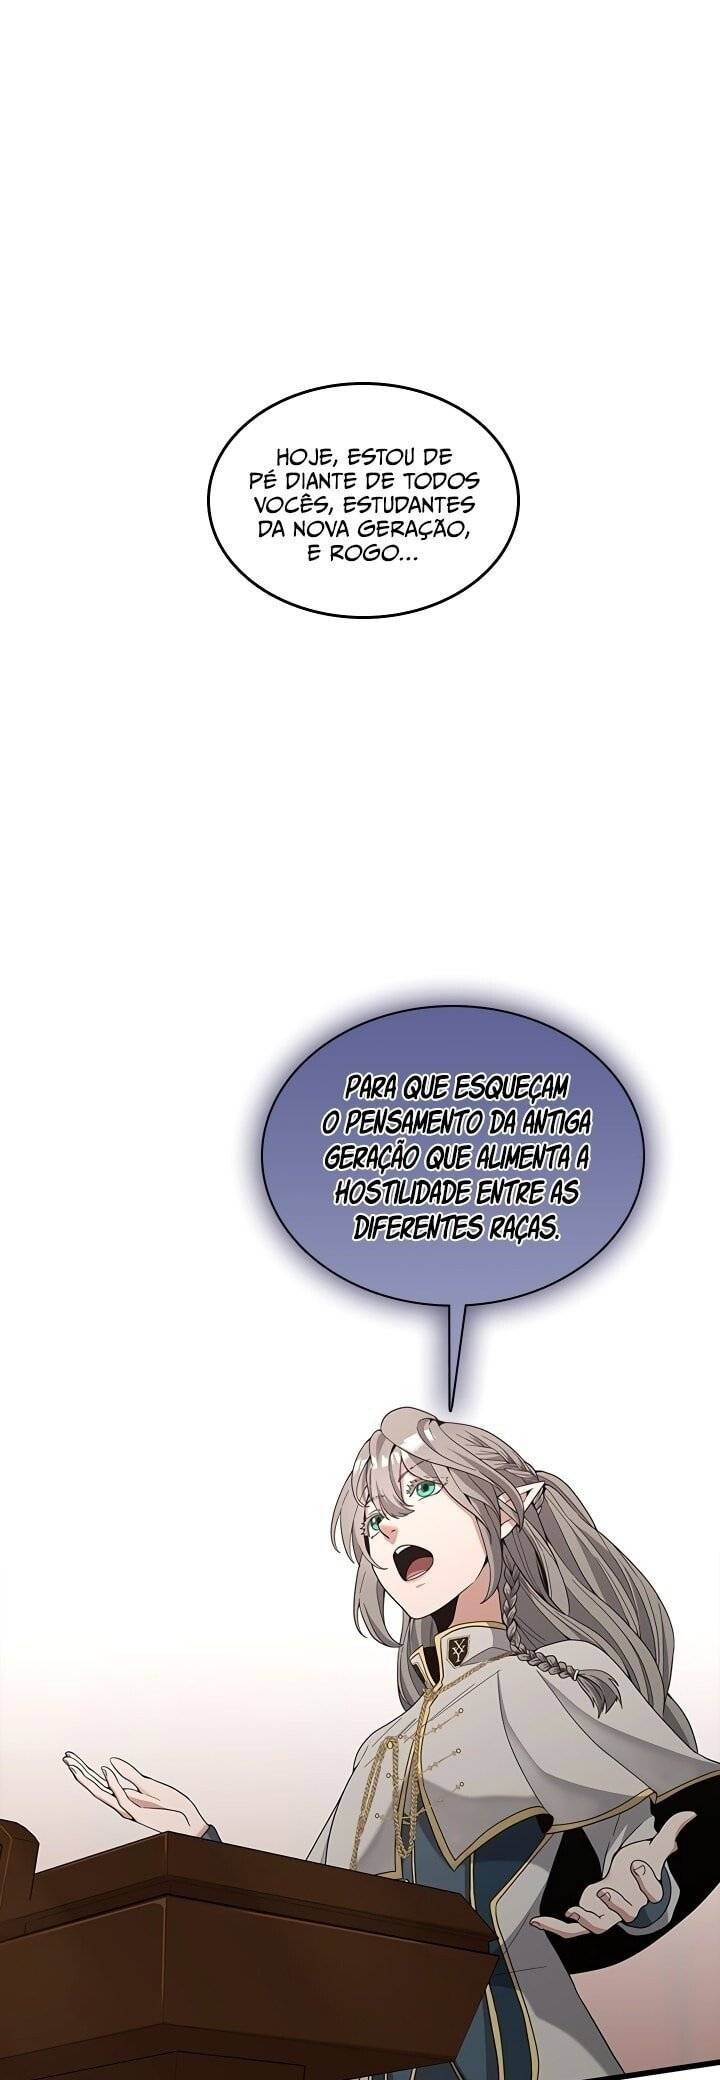 HOJE, ESTOU DE
PÉ DIANTE DE TODOS
VOCÊS, ESTUDANTES
DA NOVA GERAÇÃO,
E ROGO...
PARA QUE ESQUEÇAM
O PENSAMENTO DA ANTIGA
GERAÇÃO QUE ALIMENTA A
HOSTILIDADE ENTRE AS
DIFERENTES RAÇAS.